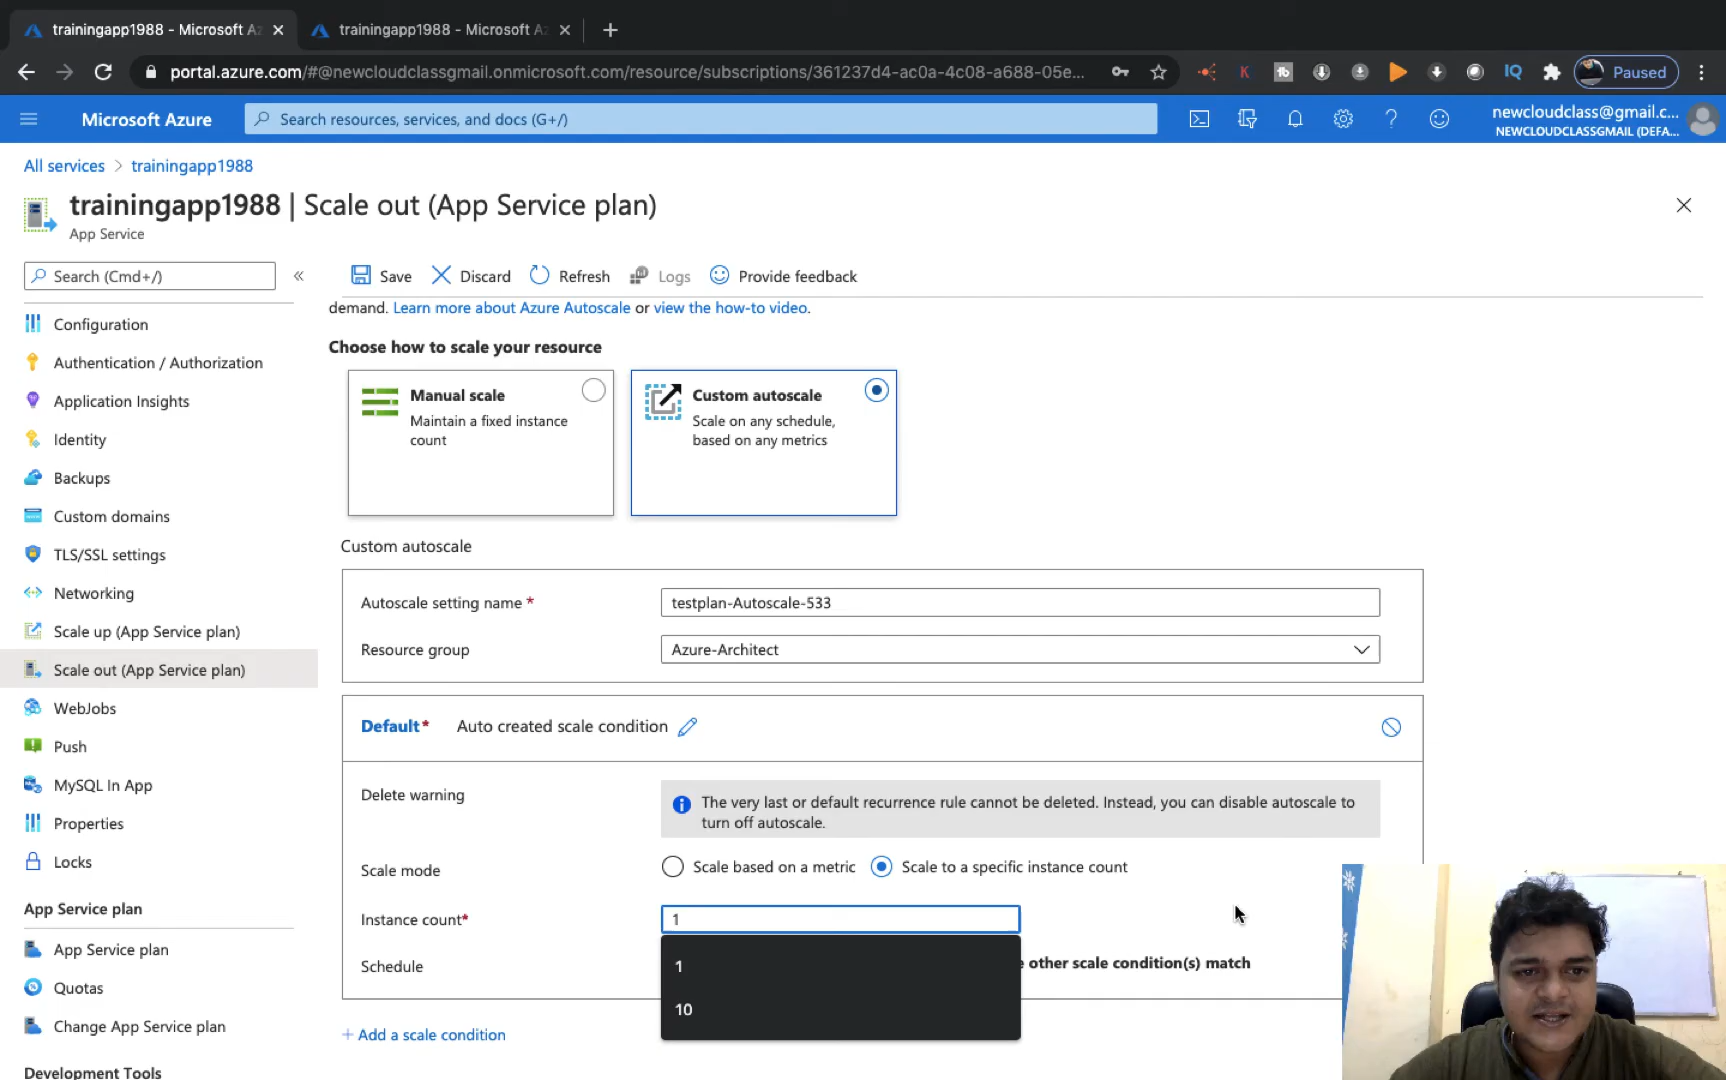 trainingapp1988 - Microsoft Az
trainingapp1988 - Microsoft Az
portal.azure.com/#@newcloudclassgmail.onmicrosoft.com/resource/subscriptions/361237d4-ac0a-4c08-a688-05e...
K
tb
IQ
Paused
Microsoft Azure
Search resources, services, and docs (G+/)
newcloudclass@gmail.c...
NEWCLOUDCLASSGMAIL (DEFA...
All services > trainingapp1988
trainingapp1988 | Scale out (App Service plan)
App Service
Search (Cmd+/)
Save
Discard
Refresh
Logs
Provide feedback
demand. Learn more about Azure Autoscale or view the how-to video.
Configuration
Authentication / Authorization
Application Insights
Identity
Backups
Custom domains
TLS/SSL settings
Networking
Scale up (App Service plan)
Scale out (App Service plan)
WebJobs
Push
MySQL In App
Properties
Locks
App Service plan
App Service plan
Quotas
Change App Service plan
Development Tools
Choose how to scale your resource
Manual scale
Maintain a fixed instance
count
Custom autoscale
Scale on any schedule,
based on any metrics
Custom autoscale
Autoscale setting name *
testplan-Autoscale-533
Resource group
Azure-Architect
Default*
Auto created scale condition
Delete warning
The very last or default recurrence rule cannot be deleted. Instead, you can disable autoscale to
turn off autoscale.
Scale mode
Scale based on a metric
Scale to a specific instance count
Instance count*
1
1
10
Schedule
other scale condition(s) match
+ Add a scale condition